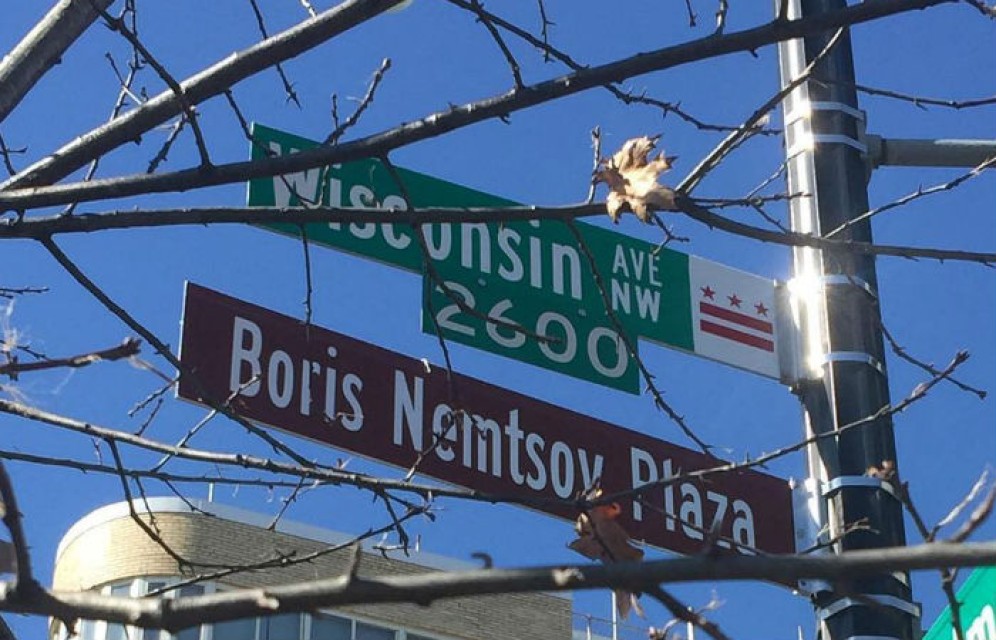 Wisconsin AVE NW
2600
Boris Nemtsov Plaza